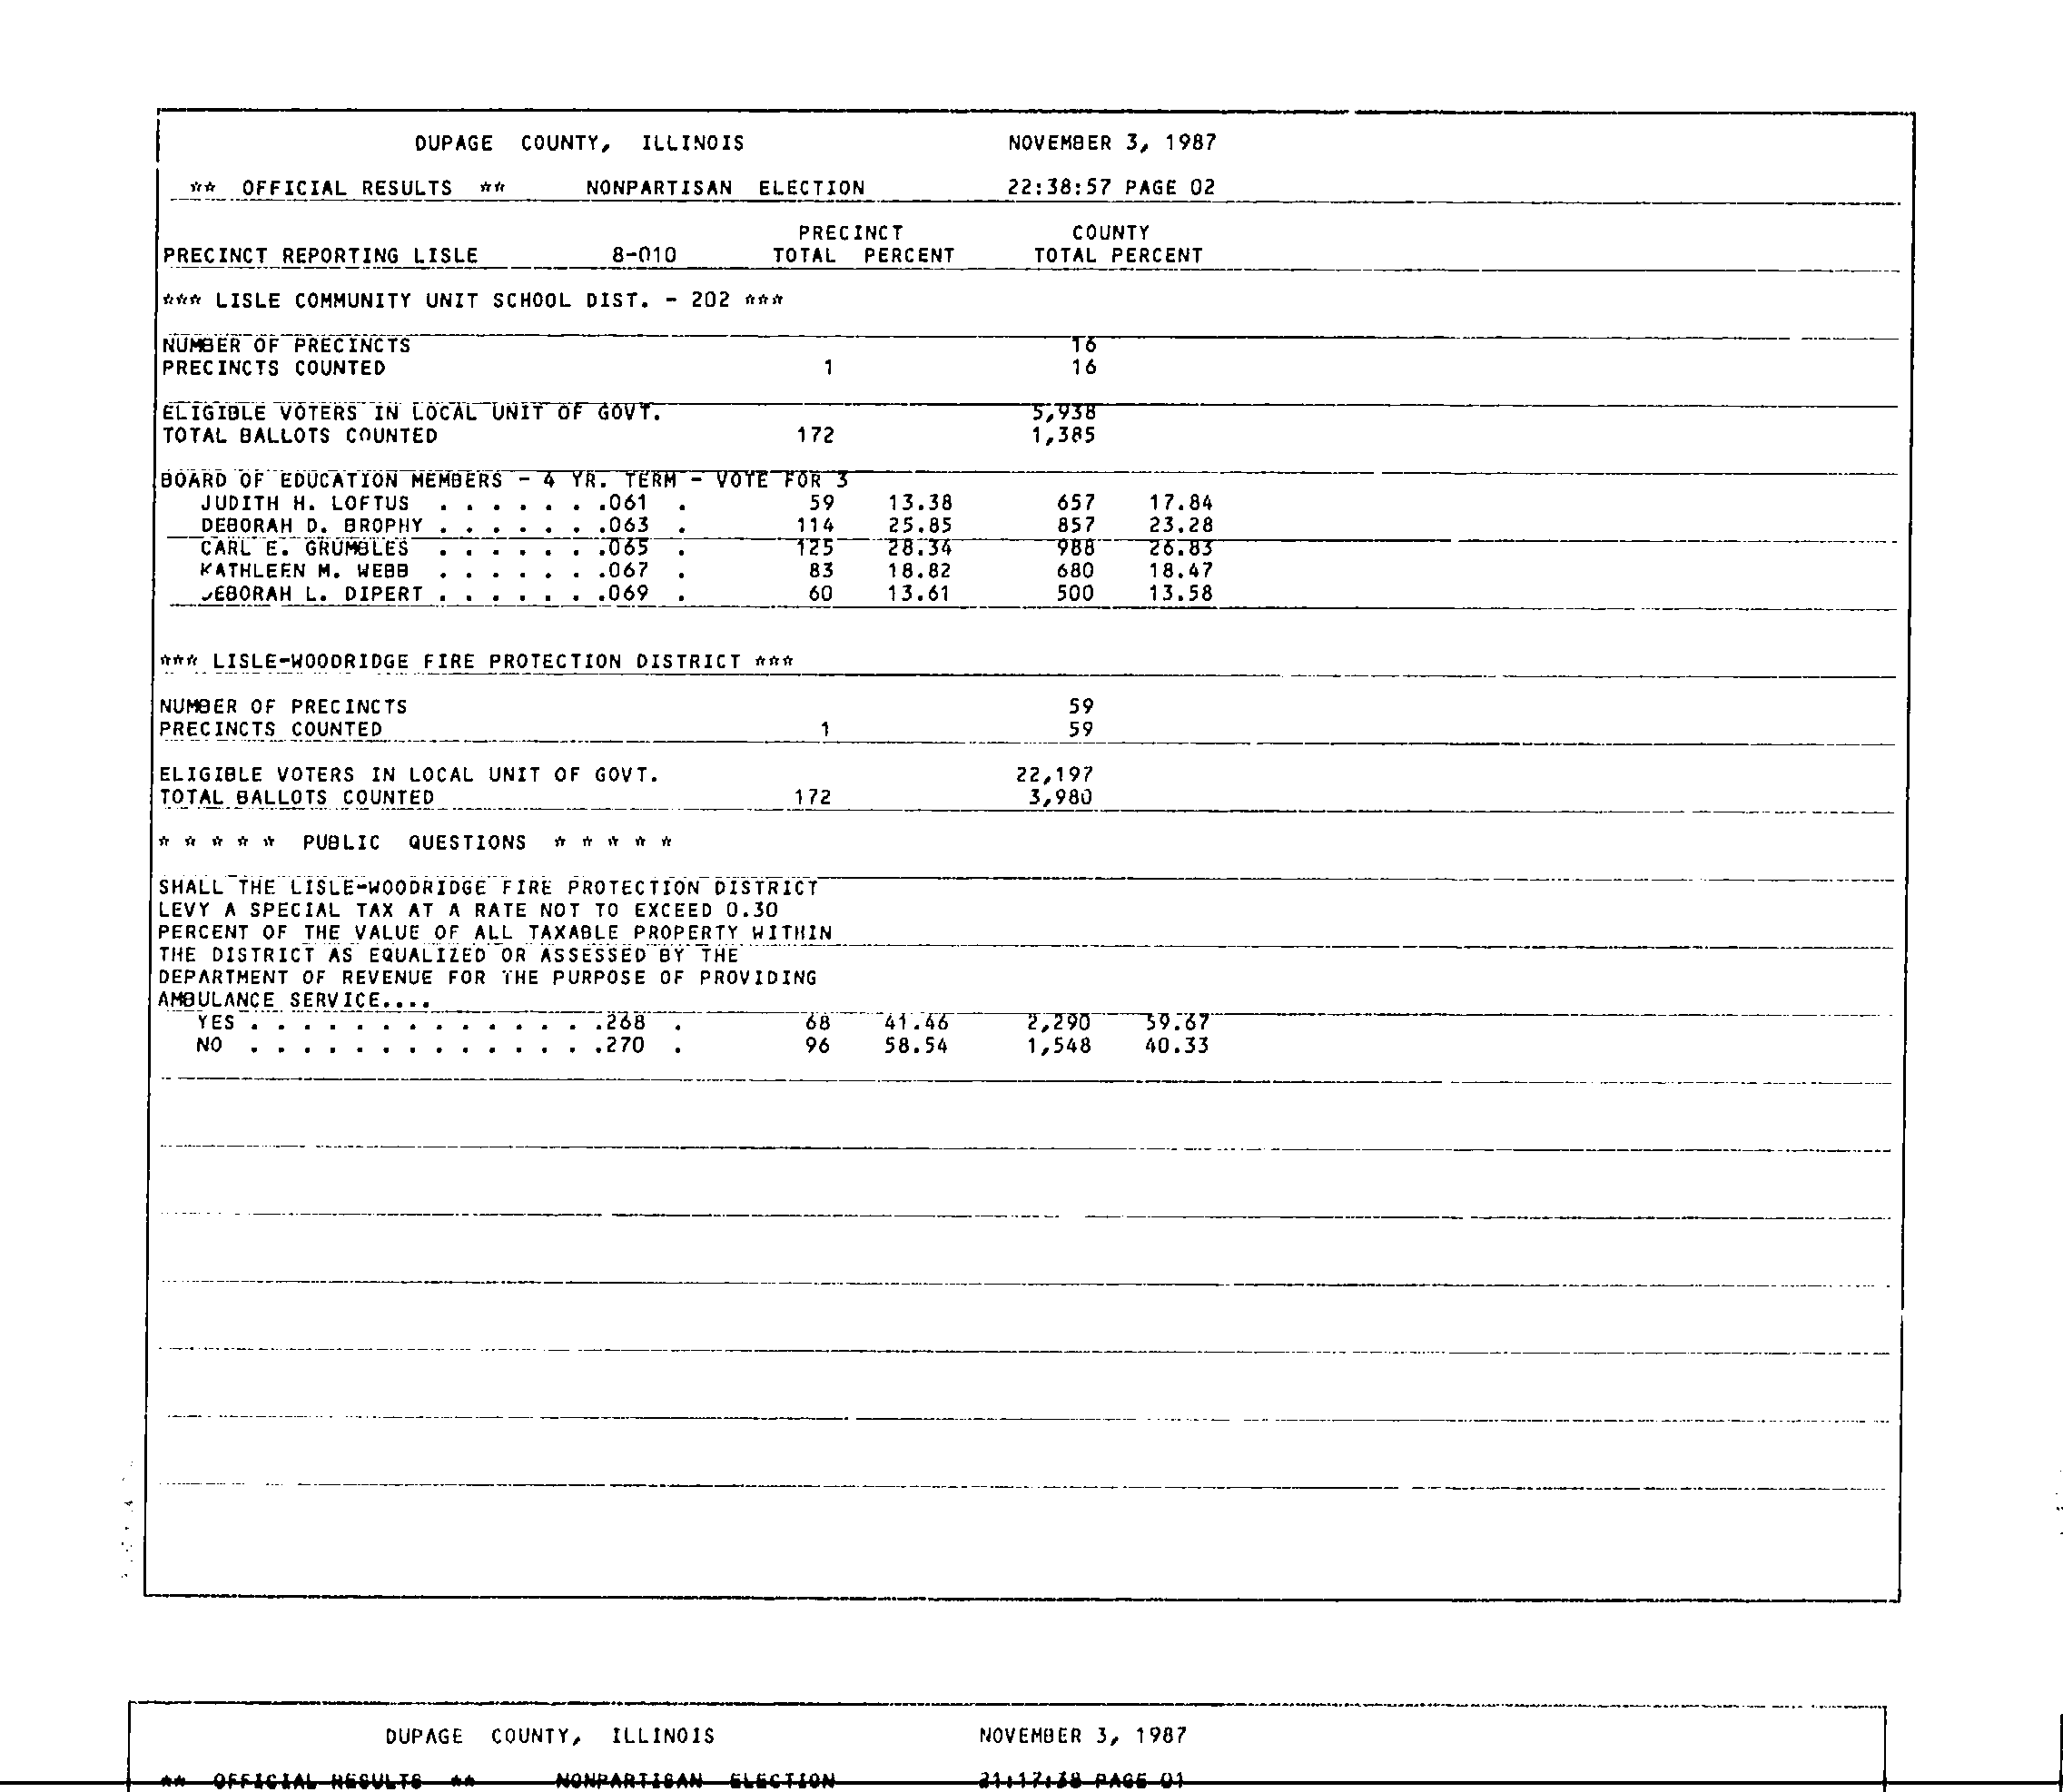 DUPAGE COUNTY, ILLINOIS NOVEMBER 3, 1987
** OFFICIAL RESULTS ** NONPARTISAN ELECTION 22:38:57 PAGE 02
PRECINCT COUNTY
PRECINCT REPORTING LISLE 8-010 TOTAL PERCENT TOTAL PERCENT
*** LISLE COMMUNITY UNIT SCHOOL DIST. - 202 ***
NUMBER OF PRECINCTS 16
PRECINCTS COUNTED 1 16
ELIGIBLE VOTERS IN LOCAL UNIT OF GOVT. 5,938
TOTAL BALLOTS COUNTED 172 1,385
BOARD OF EDUCATION MEMBERS - 4 YR. TERM - VOTE FOR 3
JUDITH H. LOFTUS . . . . . . .061 . 59 13.38 657 17.84
DEBORAH D. BROPHY . . . . . . .063 . 114 25.85 857 23.28
CARL E. GRUMBLES . . . . . . .065 . 125 28.34 988 26.83
KATHLEEN M. WEBB . . . . . . .067 . 83 18.82 680 18.47
DEBORAH L. DIPERT . . . . . . .069 . 60 13.61 500 13.58
*** LISLE-WOODRIDGE FIRE PROTECTION DISTRICT ***
NUMBER OF PRECINCTS 59
PRECINCTS COUNTED 1 59
ELIGIBLE VOTERS IN LOCAL UNIT OF GOVT. 22,197
TOTAL BALLOTS COUNTED 172 3,980
* * * * * PUBLIC QUESTIONS * * * * *
SHALL THE LISLE-WOODRIDGE FIRE PROTECTION DISTRICT
LEVY A SPECIAL TAX AT A RATE NOT TO EXCEED 0.30
PERCENT OF THE VALUE OF ALL TAXABLE PROPERTY WITHIN
THE DISTRICT AS EQUALIZED OR ASSESSED BY THE
DEPARTMENT OF REVENUE FOR THE PURPOSE OF PROVIDING
AMBULANCE SERVICE....
YES . . . . . . . . . . . . . .268 . 68 41.46 2,290 59.67
NO . . . . . . . . . . . . . .270 . 96 58.54 1,548 40.33
DUPAGE COUNTY, ILLINOIS NOVEMBER 3, 1987
** OFFICIAL RESULTS ** NONPARTISAN ELECTION 21:17:38 PAGE 01